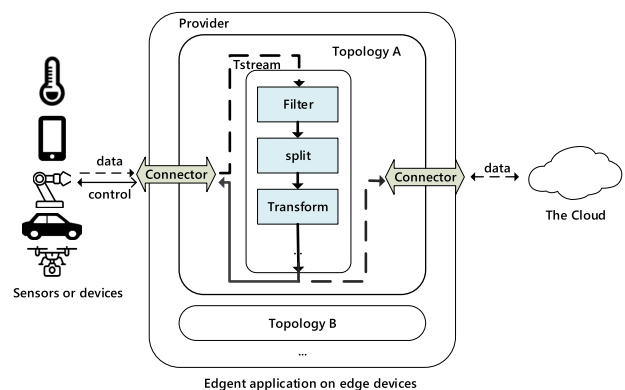 Provider
Topology A
Tstream
Filter
split
Transform
...
data
control
Connector
Connector
data
The Cloud
Sensors or devices
Topology B
...
Edgent application on edge devices